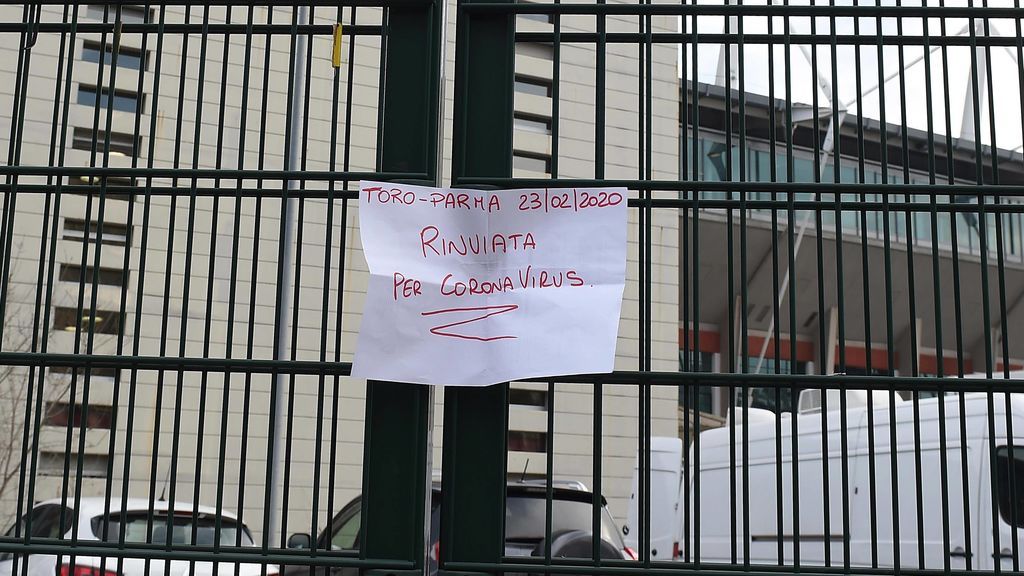 TORO-PARMA 23/02/2020
RINVIATA
PER CORONAVIRUS.